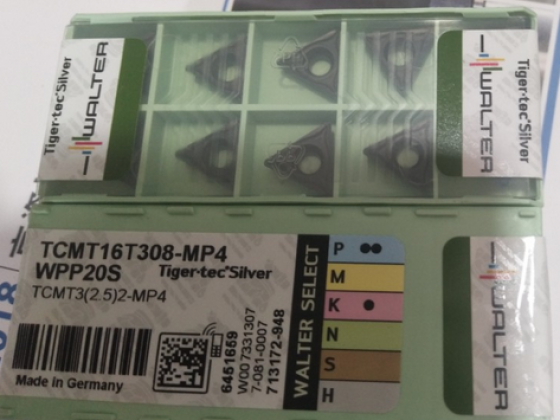 Tiger·tec® Silver
WALTER
Tiger·tec® Silver
WALTER
TCMT16T308-MP4
WPP20S Tiger·tec® Silver
TCMT3(2.5)2-MP4
Made in Germany
6451659
W007331307
7-081-0007
713172-948
WALTER SELECT
P
M
K
N
S
H
WALTER
018